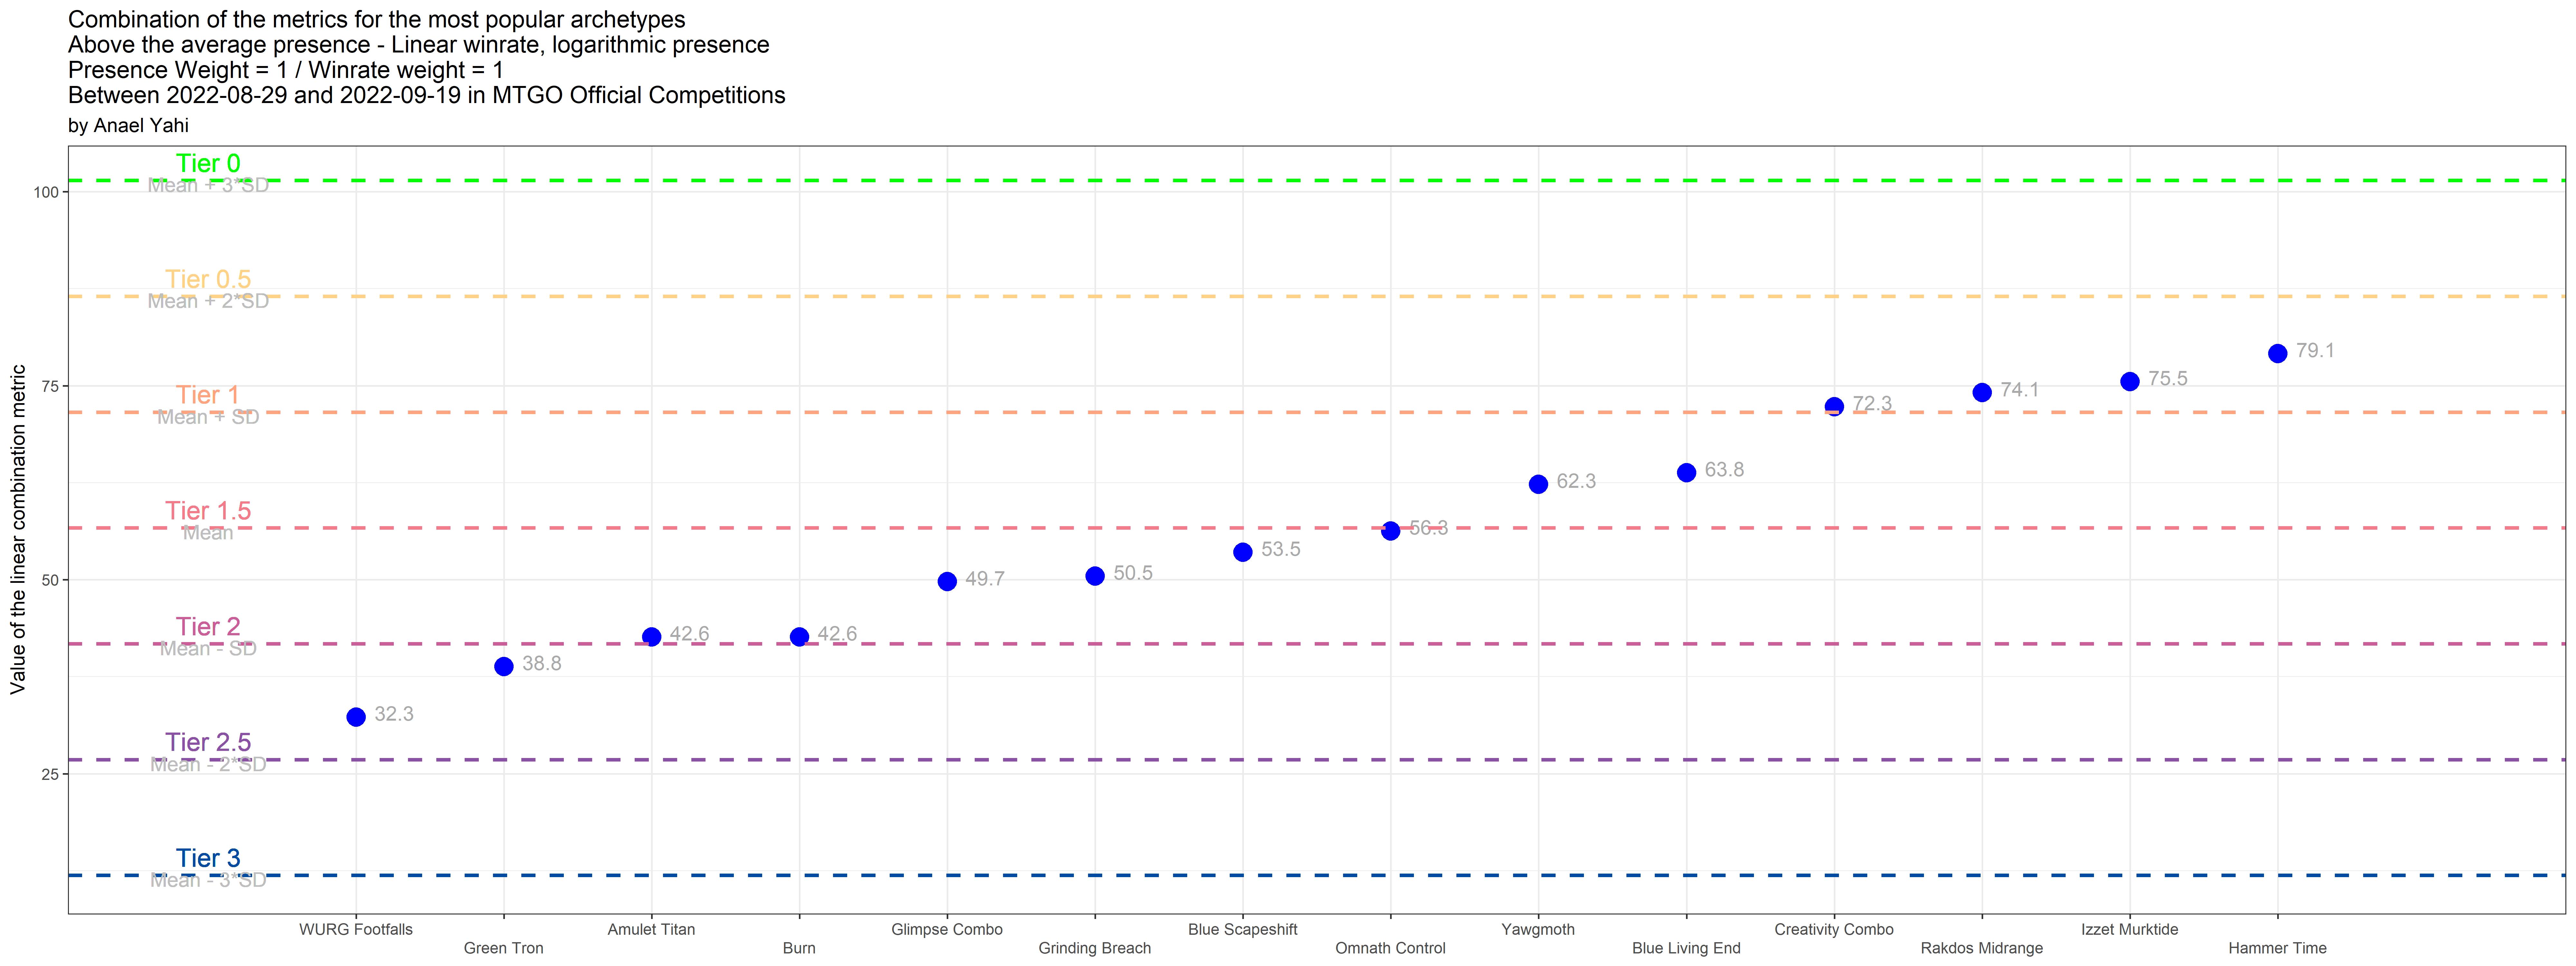 Combination of the metrics for the most popular archetypes
Above the average presence - Linear winrate, logarithmic presence
Presence Weight = 1 / Winrate weight = 1
Between 2022-08-29 and 2022-09-19 in MTGO Official Competitions
by Anael Yahi
Value of the linear combination metric
100
75
50
25
Tier 0
Mean + 3*SD
Tier 0.5
Mean + 2*SD
Tier 1
Mean + SD
Tier 1.5
Mean
Tier 2
Mean - SD
Tier 2.5
Mean - 2*SD
Tier 3
Mean - 3*SD
32.3
38.8
42.6
42.6
49.7
50.5
53.5
56.3
62.3
63.8
72.3
74.1
75.5
79.1
WURG Footfalls
Green Tron
Amulet Titan
Burn
Glimpse Combo
Grinding Breach
Blue Scapeshift
Omnath Control
Yawgmoth
Blue Living End
Creativity Combo
Rakdos Midrange
Izzet Murktide
Hammer Time